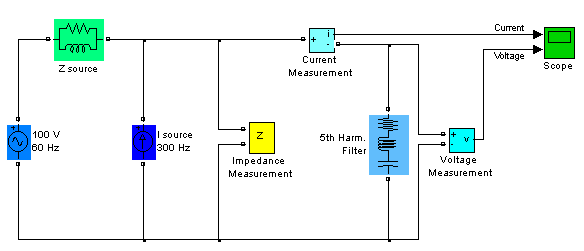 Current
Voltage
Scope
i
+
-
Current
Measurement
Z source
+
100 V
60 Hz
+
I source
300 Hz
Z
Impedance
Measurement
5th Harm.
Filter
+
-
v
Voltage
Measurement